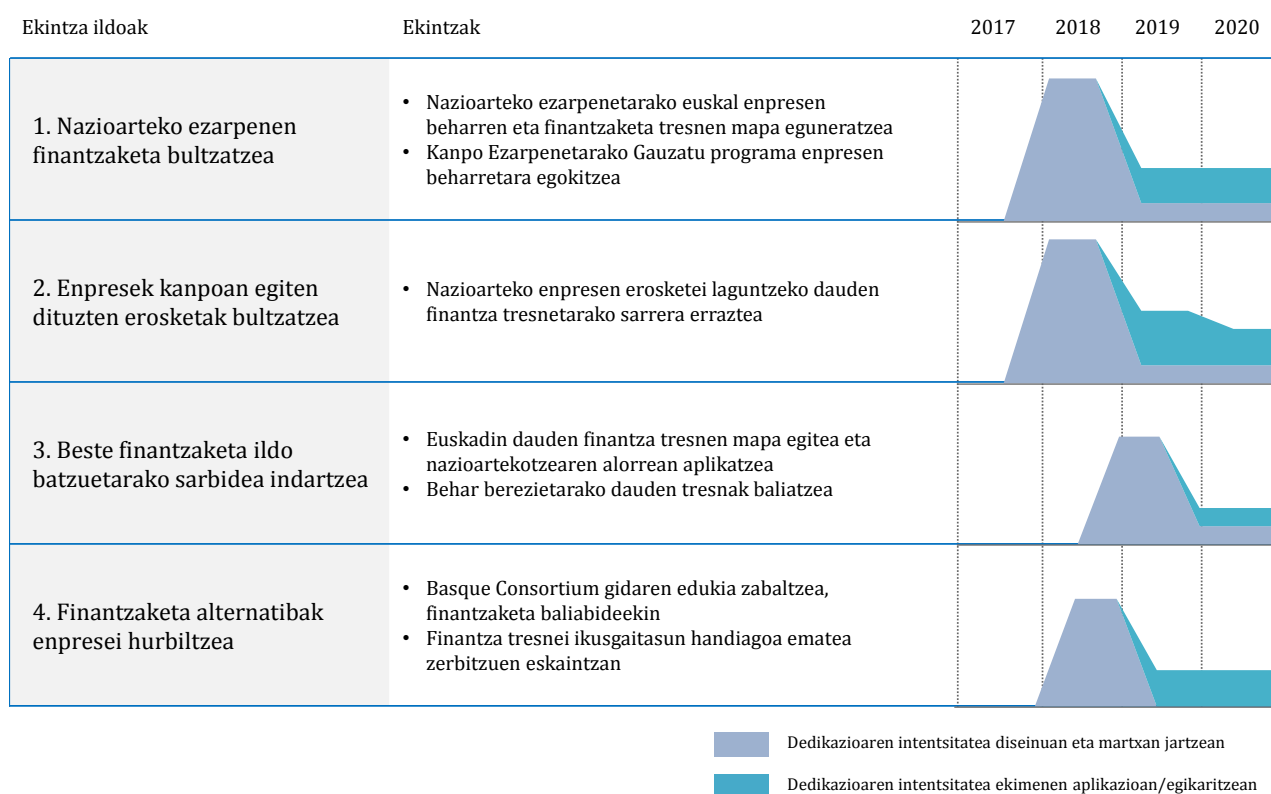 Ekintza ildoak
Ekintzak
2017
2018
2019
2020
1. Nazioarteko ezarpenen
finantzaketa bultzatzea
• Nazioarteko ezarpenetarako euskal enpresen
beharren eta finantzaketa tresnen mapa eguneratzea
• Kanpo Ezarpenetarako Gauzatu programa enpresen
beharretara egokitzea
2. Enpresek kanpoan egiten
dituzten erosketak bultzatzea
• Nazioarteko enpresen erosketei laguntzeko dauden
finantza tresnetarako sarrera erraztea
3. Beste finantzaketa ildo
batzuetarako sarbidea indartzea
• Euskadin dauden finantza tresnen mapa egitea eta
nazioartekotzearen alorrean aplikatzea
• Behar berezietarako dauden tresnak baliatzea
4. Finantzaketa alternatibak
enpresei hurbiltzea
• Basque Consortium gidaren edukia zabaltzea,
finantzaketa baliabideekin
• Finantza tresnei ikusgaitasun handiagoa ematea
zerbitzuen eskaintzan
Dedikazioaren intentsitatea diseinuan eta martxan jartzean
Dedikazioaren intentsitatea ekimenen aplikazioan/egikaritzean